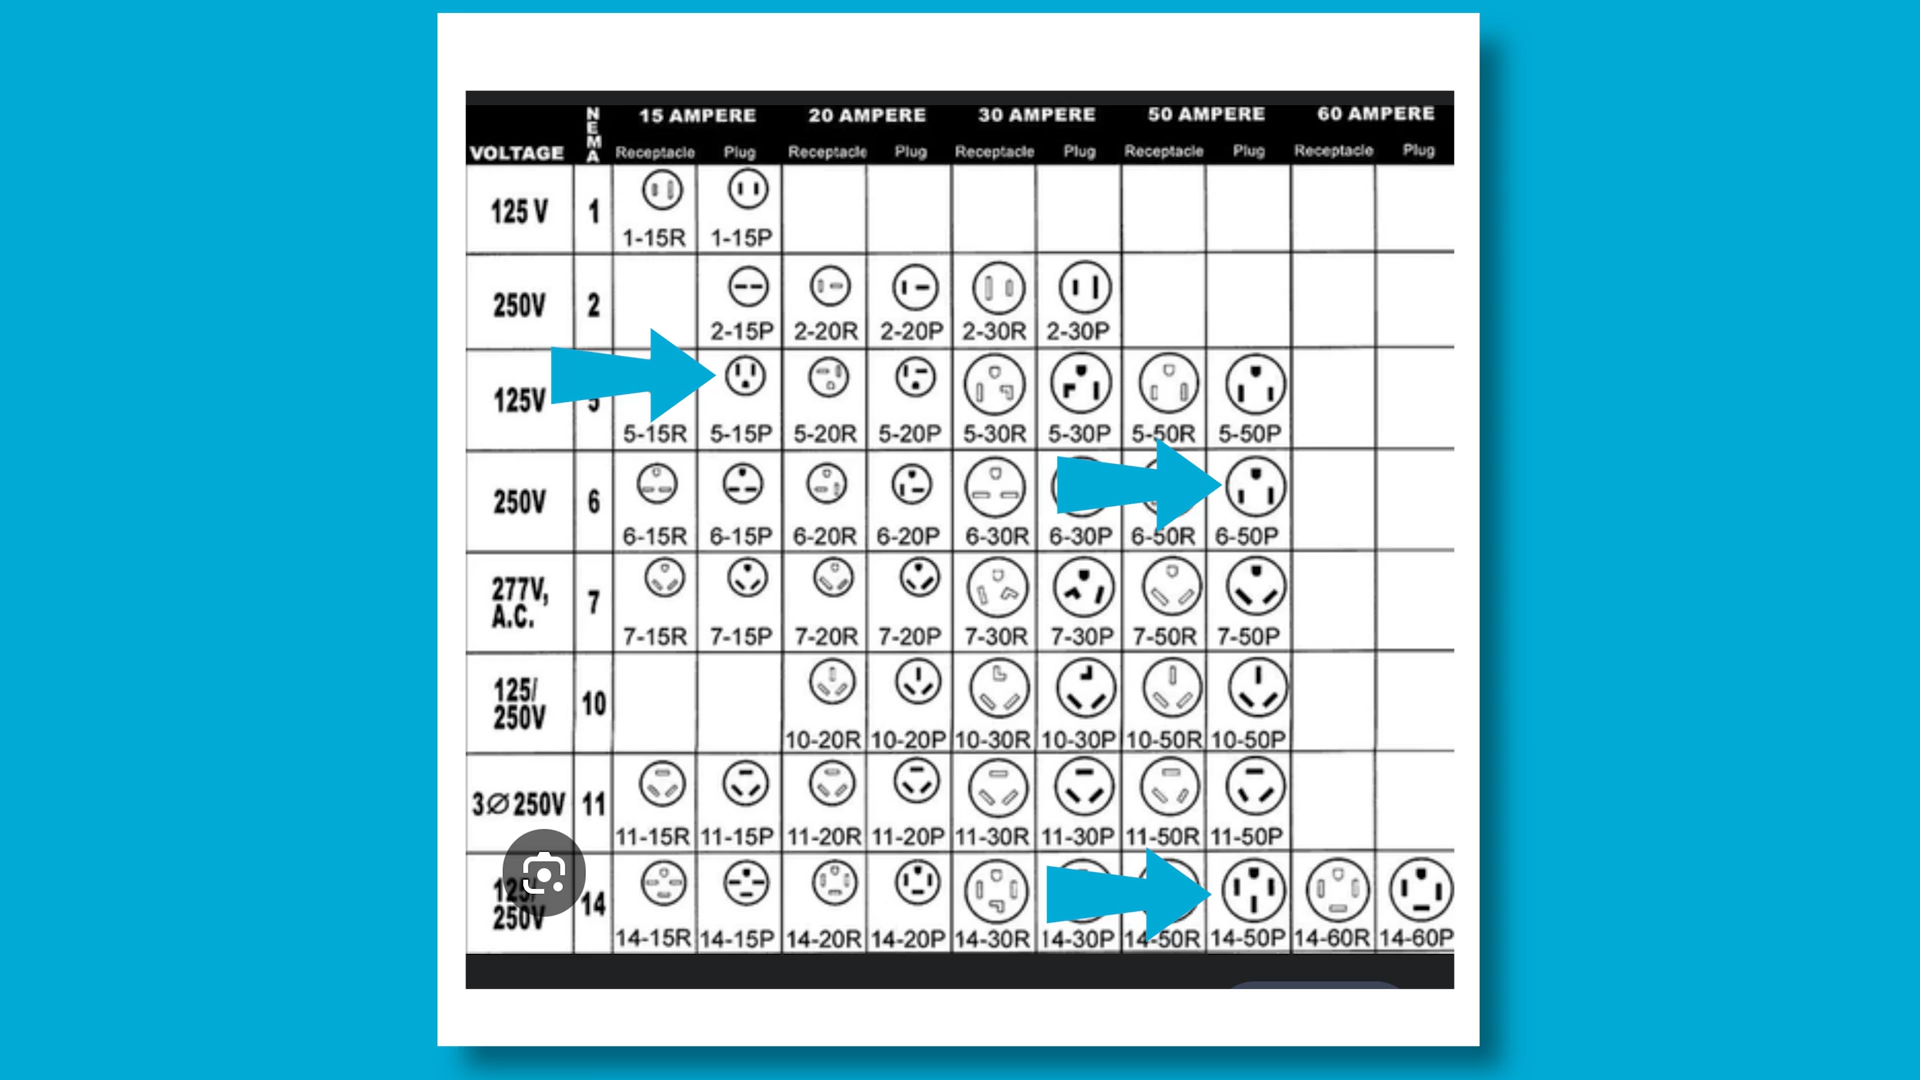 NEMA
15 AMPERE 20 AMPERE 30 AMPERE 50 AMPERE 60 AMPERE
VOLTAGE Receptacle Plug Receptacle Plug Receptacle Plug Receptacle Plug Receptacle Plug
125 V 1
1-15R 1-15P
250V 2
2-15P 2-20R 2-20P 2-30R 2-30P
125V 5
5-15R 5-15P 5-20R 5-20P 5-30R 5-30P 5-50R 5-50P
250V 6
6-15R 6-15P 6-20R 6-20P 6-30R 6-30P 6-50R 6-50P
277V,
A.C. 7
7-15R 7-15P 7-20R 7-20P 7-30R 7-30P 7-50R 7-50P
125/
250V 10
10-20R 10-20P 10-30R 10-30P 10-50R 10-50P
3Ø 250V 11
11-15R 11-15P 11-20R 11-20P 11-30R 11-30P 11-50R 11-50P
125/
250V 14
14-15R 14-15P 14-20R 14-20P 14-30R 14-30P 14-50R 14-50P 14-60R 14-60P